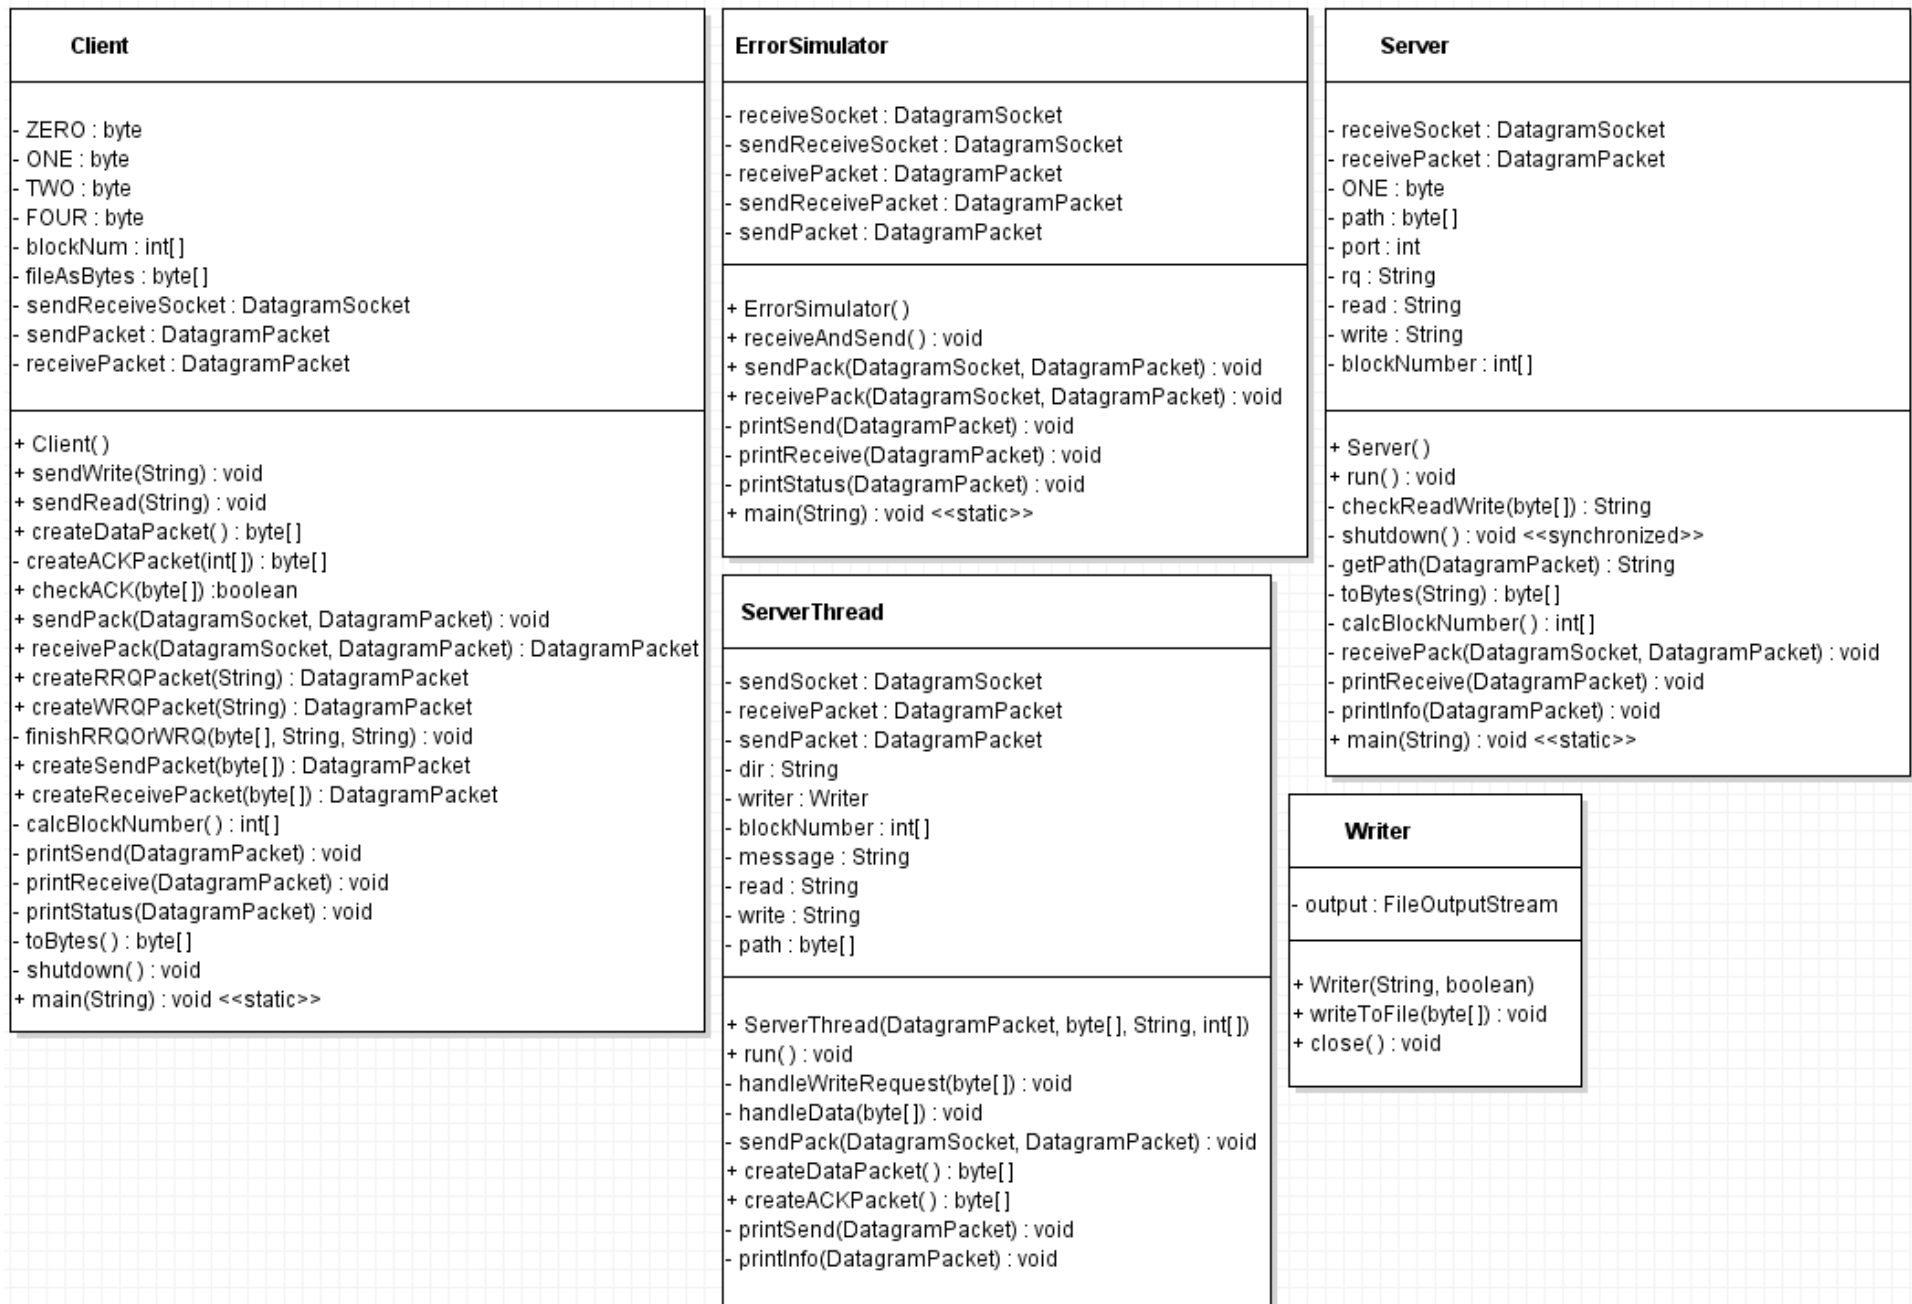 Client
- ZERO : byte
- ONE : byte
- TWO : byte
- FOUR : byte
- blockNum : int[]
- fileAsBytes : byte[]
- sendReceiveSocket : DatagramSocket
- sendPacket : DatagramPacket
- receivePacket : DatagramPacket
+ Client()
+ sendWrite(String) : void
+ sendRead(String) : void
+ createDataPacket() : byte[]
- createACKPacket(int[]) : byte[]
+ checkACK(byte[]) :boolean
+ sendPack(DatagramSocket, DatagramPacket) : void
+ receivePack(DatagramSocket, DatagramPacket) : DatagramPacket
+ createRRQPacket(String) : DatagramPacket
+ createWRQPacket(String) : DatagramPacket
- finishRRQOrWRQ(byte[], String, String) : void
+ createSendPacket(byte[]) : DatagramPacket
+ createReceivePacket(byte[]) : DatagramPacket
- calcBlockNumber() : int[]
- printSend(DatagramPacket) : void
- printReceive(DatagramPacket) : void
- printStatus(DatagramPacket) : void
- toBytes() : byte[]
- shutdown() : void
+ main(String) : void <<static>>
ErrorSimulator
- receiveSocket : DatagramSocket
- sendReceiveSocket : DatagramSocket
- receivePacket : DatagramPacket
- sendReceivePacket : DatagramPacket
- sendPacket : DatagramPacket
+ ErrorSimulator()
+ receiveAndSend() : void
+ sendPack(DatagramSocket, DatagramPacket) : void
+ receivePack(DatagramSocket, DatagramPacket) : void
- printSend(DatagramPacket) : void
- printReceive(DatagramPacket) : void
- printStatus(DatagramPacket) : void
+ main(String) : void <<static>>
ServerThread
- sendSocket : DatagramSocket
- receivePacket : DatagramPacket
- sendPacket : DatagramPacket
- dir : String
- writer : Writer
- blockNumber : int[]
- message : String
- read : String
- write : String
- path : byte[]
+ ServerThread(DatagramPacket, byte[], String, int[])
+ run() : void
- handleWriteRequest(byte[]) : void
- handleData(byte[]) : void
- sendPack(DatagramSocket, DatagramPacket) : void
+ createDataPacket() : byte[]
+ createACKPacket() : byte[]
- printSend(DatagramPacket) : void
- printInfo(DatagramPacket) : void
Server
- receiveSocket : DatagramSocket
- receivePacket : DatagramPacket
- ONE : byte
- path : byte[]
- port : int
- rq : String
- read : String
- write : String
- blockNumber : int[]
+ Server()
+ run() : void
- checkReadWrite(byte[]) : String
- shutdown() : void <<synchronized>>
- getPath(DatagramPacket) : String
- toBytes(String) : byte[]
- calcBlockNumber() : int[]
- receivePack(DatagramSocket, DatagramPacket) : void
- printReceive(DatagramPacket) : void
- printInfo(DatagramPacket) : void
+ main(String) : void <<static>>
Writer
- output : FileOutputStream
+ Writer(String, boolean)
+ writeToFile(byte[]) : void
+ close() : void